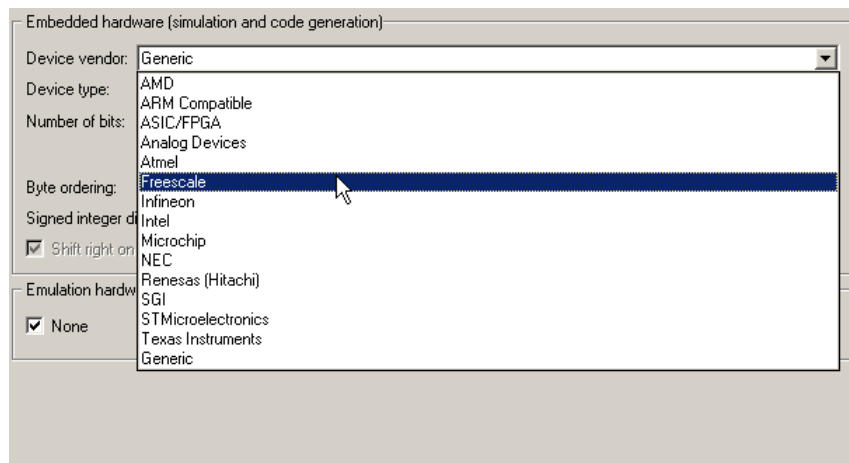 Embedded hardware (simulation and code generation)
Device vendor: Generic
Device type:
AMD
ARM Compatible
Number of bits:
ASIC/FPGA
Analog Devices
Atmel
Byte ordering:
Freescale
Infineon
Signed integer di
Intel
Shift right on
Microchip
NEC
Renesas (Hitachi)
Emulation hardw
SGI
None
STMicroelectronics
Texas Instruments
Generic